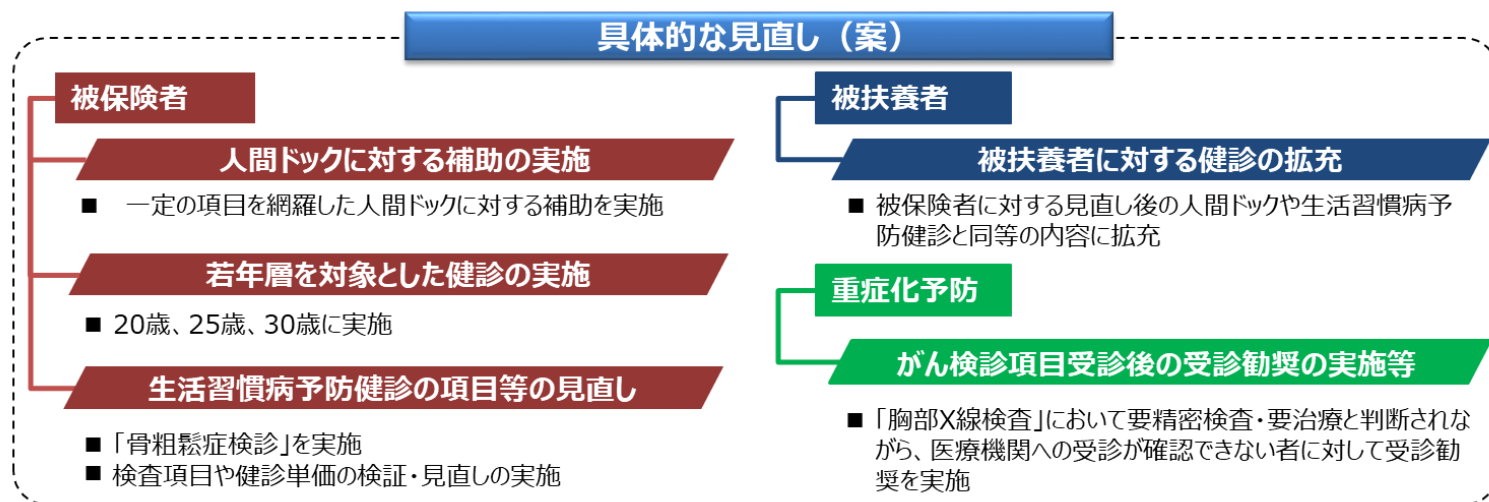 具体的な見直し（案）
被保険者
人間ドックに対する補助の実施
■ 一定の項目を網羅した人間ドックに対する補助を実施
若年層を対象とした健診の実施
■ 20歳、25歳、30歳に実施
生活習慣病予防健診の項目等の見直し
■ 「骨粗鬆症検診」を実施
■ 検査項目や健診単価の検証・見直しの実施
被扶養者
被扶養者に対する健診の拡充
■ 被保険者に対する見直し後の人間ドックや生活習慣病予
防健診と同等の内容に拡充
重症化予防
がん検診項目受診後の受診勧奨の実施等
■ 「胸部X線検査」において要精密検査・要治療と判断されな
がら、医療機関への受診が確認できない者に対して受診勧
奨を実施